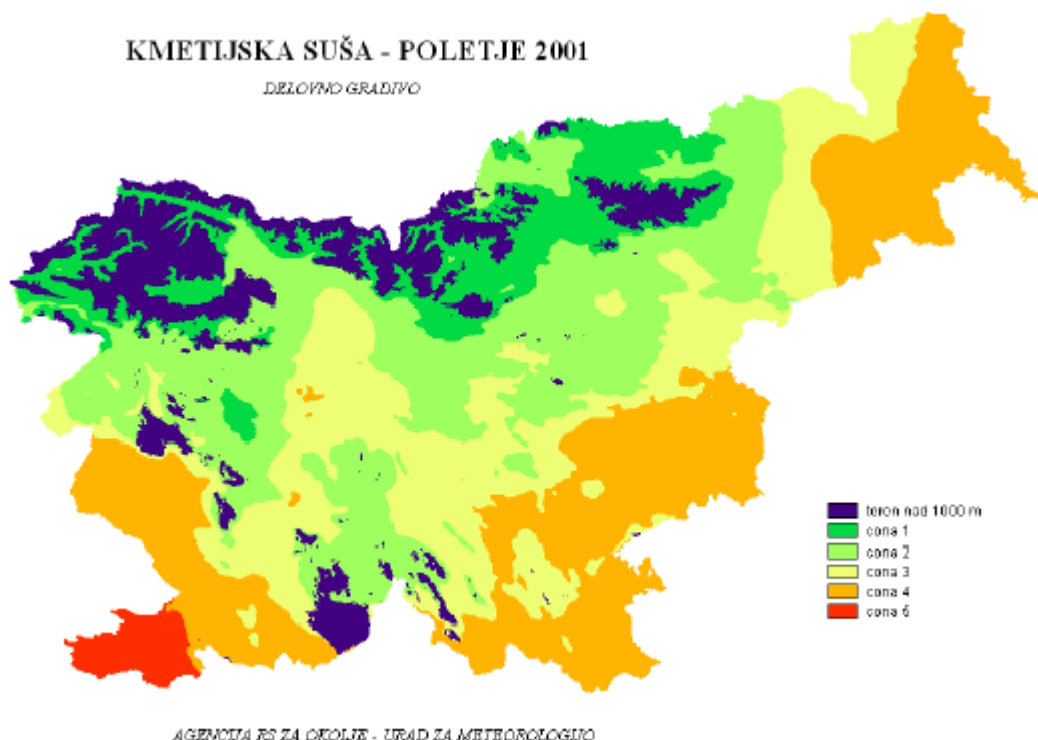 KMETIJSKA SUŠA - POLETJE 2001
DELOVNO GRADIVO
teren nad 1000 m
cona 1
cona 2
cona 3
cona 4
cona 5
AGENCIJA RS ZA OKOLJE - URAD ZA METEOROLOGIJO